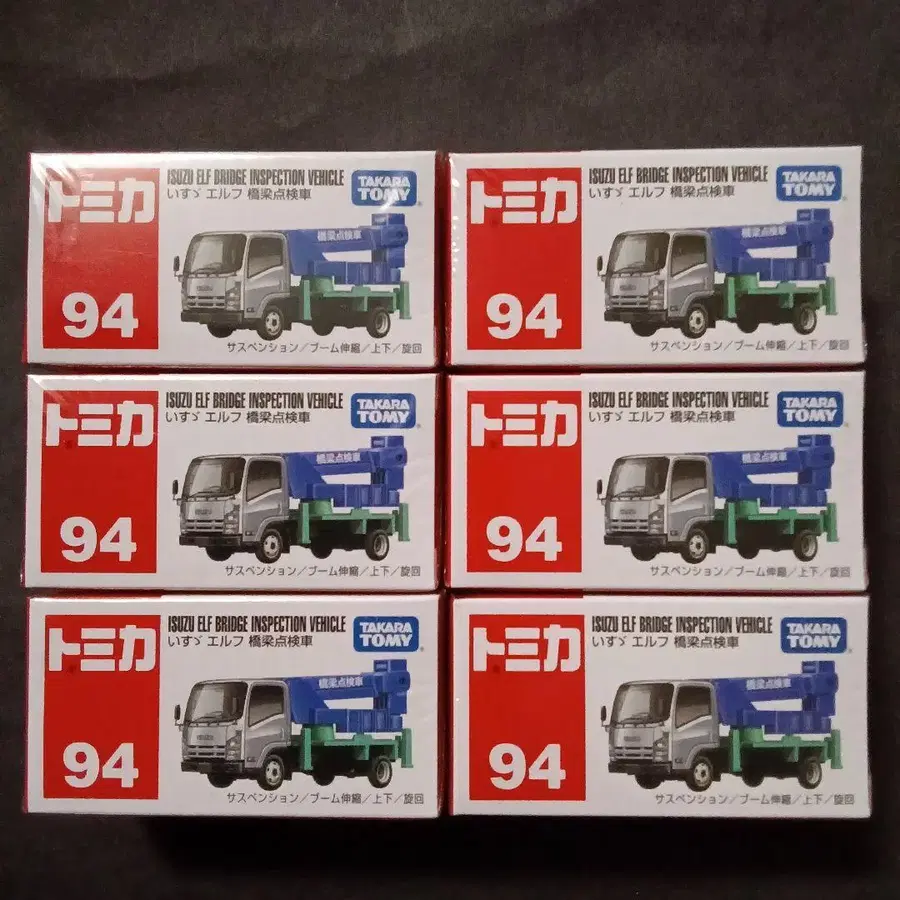 トミカ
94
ISUZU ELF BRIDGE INSPECTION VEHICLE
いすゞ エルフ 橋梁点検車
TAKARA TOMY
橋梁点検車
ISUZU
サスペンション/ブーム伸縮/上下/旋回
トミカ
94
ISUZU ELF BRIDGE INSPECTION VEHICLE
いすゞ エルフ 橋梁点検車
TAKARA TOMY
橋梁点検車
ISUZU
サスペンション/ブーム伸縮/上下/旋回
トミカ
94
ISUZU ELF BRIDGE INSPECTION VEHICLE
いすゞ エルフ 橋梁点検車
TAKARA TOMY
橋梁点検車
ISUZU
サスペンション/ブーム伸縮/上下/旋回
トミカ
94
ISUZU ELF BRIDGE INSPECTION VEHICLE
いすゞ エルフ 橋梁点検車
TAKARA TOMY
橋梁点検車
ISUZU
サスペンション/ブーム伸縮/上下/旋回
トミカ
94
ISUZU ELF BRIDGE INSPECTION VEHICLE
いすゞ エルフ 橋梁点検車
TAKARA TOMY
橋梁点検車
ISUZU
サスペンション/ブーム伸縮/上下/旋回
トミカ
94
ISUZU ELF BRIDGE INSPECTION VEHICLE
いすゞ エルフ 橋梁点検車
TAKARA TOMY
橋梁点検車
ISUZU
サスペンション/ブーム伸縮/上下/旋回